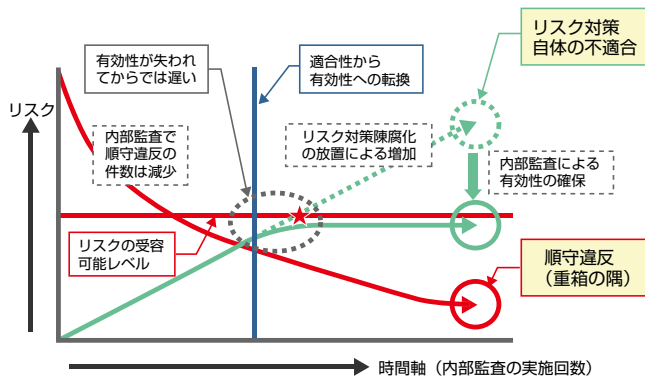 リスク対策
自体の不適合
有効性が失われ
てからでは遅い
適合性から
有効性への転換
リスク
内部監査で
順守違反の
件数は減少
リスク対策陳腐化
の放置による増加
内部監査による
有効性の確保
リスクの受容
可能レベル
順守違反
（重箱の隅）
時間軸（内部監査の実施回数）